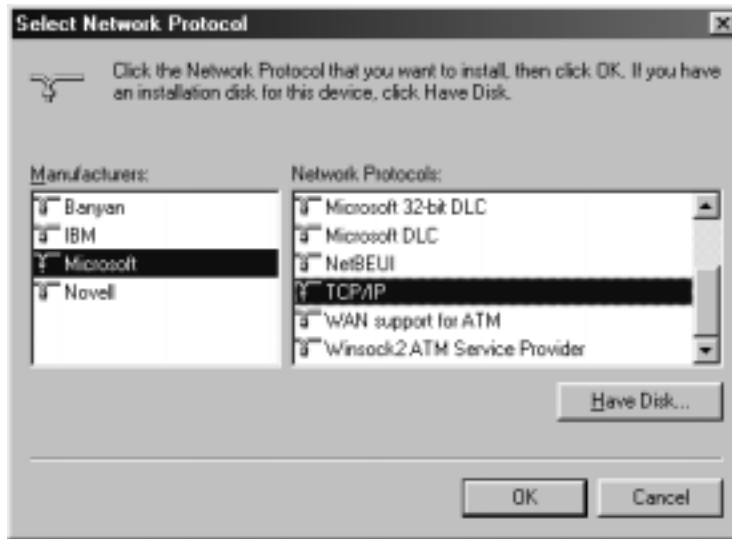 Select Network Protocol
Click the Network Protocol that you want to install, then click OK. If you have
an installation disk for this device, click Have Disk.
Manufacturers:
Banyan
IBM
Microsoft
Novell
Network Protocols:
Microsoft 32-bit DLC
Microsoft DLC
NetBEUI
TCP/IP
WAN support for ATM
Winsock2 ATM Service Provider
Have Disk...
OK
Cancel